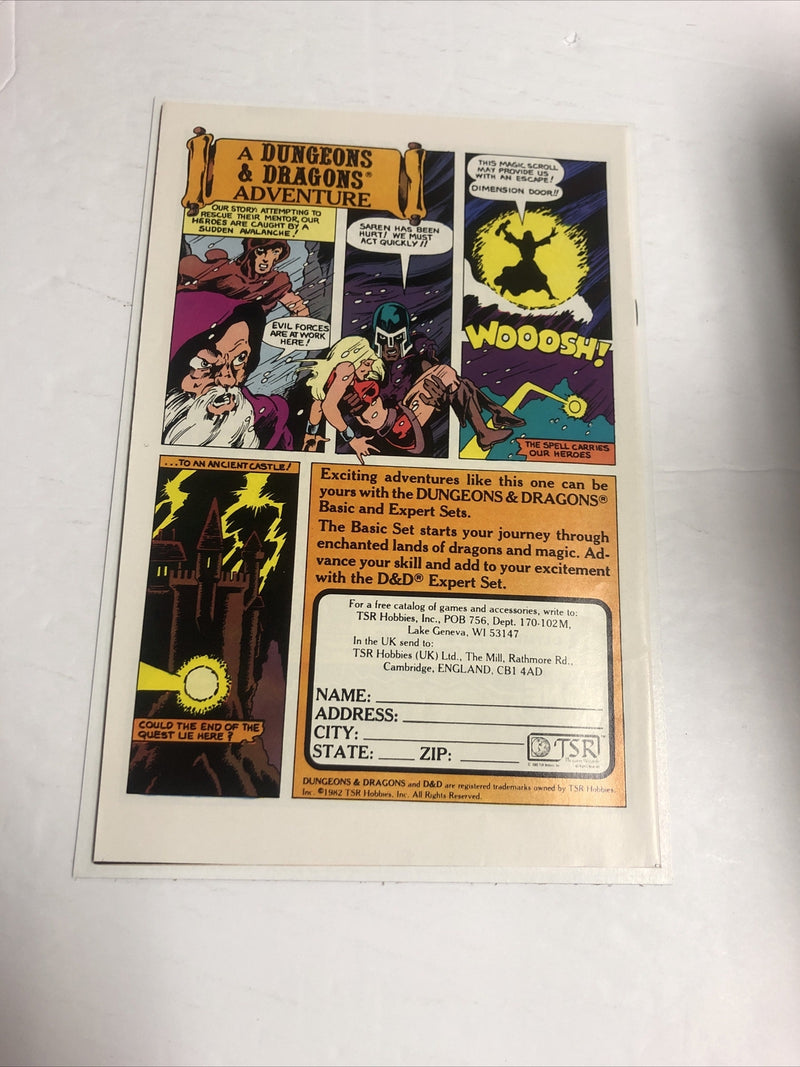 A DUNGEONS
& DRAGONS®
ADVENTURE
OUR STORY: ATTEMPTING TO
RESCUE THEIR MENTOR, OUR
HEROES ARE CAUGHT BY A
SUDDEN AVALANCHE!
EVIL FORCES
ARE AT WORK
HERE!
SAREN HAS BEEN
HURT! WE MUST
ACT QUICKLY!!
THIS MAGIC SCROLL
MAY PROVIDE US
WITH AN ESCAPE!
DIMENSION DOOR!!
WOOOSH!
THE SPELL CARRIES
OUR HEROES
...TO AN ANCIENT CASTLE!
COULD THE END OF THE
QUEST LIE HERE?
Exciting adventures like this one can be
yours with the DUNGEONS & DRAGONS®
Basic and Expert Sets.
The Basic Set starts your journey through
enchanted lands of dragons and magic. Ad-
vance your skill and add to your excitement
with the D&D® Expert Set.
For a free catalog of games and accessories, write to:
TSR Hobbies, Inc., POB 756, Dept. 170-102M,
Lake Geneva, WI 53147
In the UK send to:
TSR Hobbies (UK) Ltd., The Mill, Rathmore Rd.,
Cambridge, ENGLAND, CB1 4AD
NAME:
ADDRESS:
CITY:
STATE: ZIP:
TSR
DUNGEONS & DRAGONS and D&D are registered trademarks owned by TSR Hobbies,
Inc. ©1982 TSR Hobbies, Inc. All Rights Reserved.